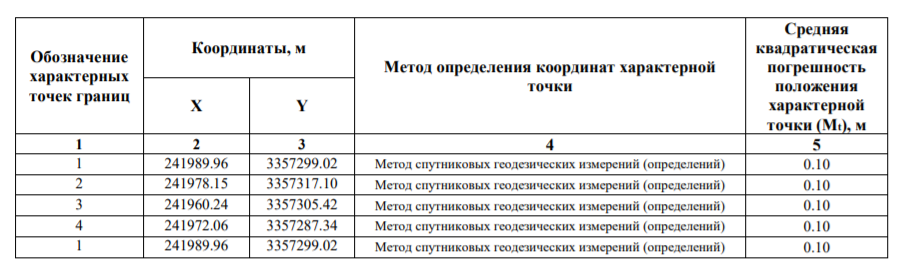 Обозначение
характерных
точек границ
Координаты, м
X
Y
Метод определения координат характерной
точки
Средняя
квадратическая
погрешность
положения
характерной
точки (Mt), м
1 2 3 4 5
1 241989.96 3357299.02 Метод спутниковых геодезических измерений (определений) 0.10
2 241978.15 3357317.10 Метод спутниковых геодезических измерений (определений) 0.10
3 241960.24 3357305.42 Метод спутниковых геодезических измерений (определений) 0.10
4 241972.06 3357287.34 Метод спутниковых геодезических измерений (определений) 0.10
1 241989.96 3357299.02 Метод спутниковых геодезических измерений (определений) 0.10